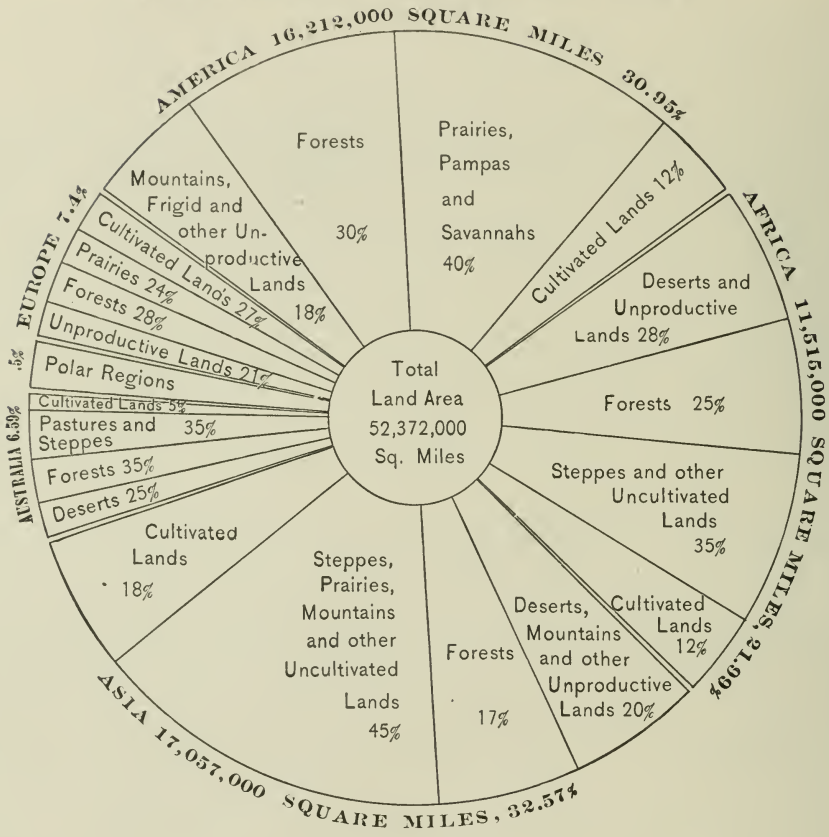 AMERICA 16,212,000 SQUARE MILES 30.95%
Forests
30%
Prairies,
Pampas
and
Savannahs
40%
Cultivated Lands 12%
Mountains,
Frigid and
other Un-
productive
Lands
18%
AFRICA 11,515,000 SQUARE MILES, 21.99%
Deserts and
Unproductive
Lands 28%
Forests 25%
Steppes and other
Uncultivated
Lands
35%
Cultivated
Lands
12%
EUROPE 7.4%
Cultivated Lands 27%
Prairies 24%
Forests 28%
Unproductive Lands 21%
.5%
Polar Regions
AUSTRALIA 6.59%
Cultivated Lands 5%
Pastures and
Steppes
35%
Forests 35%
Deserts 25%
Total
Land Area
52,372,000
Sq. Miles
ASIA 17,057,000 SQUARE MILES, 32.57%
Cultivated
Lands
18%
Steppes,
Prairies,
Mountains
and other
Uncultivated
Lands
45%
Forests
17%
Deserts,
Mountains
and other
Unproductive
Lands 20%